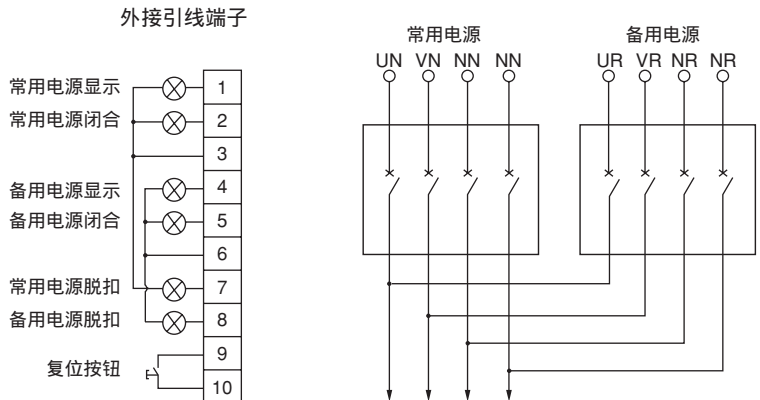 外接引线端子
常用电源显示 1
常用电源闭合 2
3
备用电源显示 4
备用电源闭合 5
6
常用电源脱扣 7
备用电源脱扣 8
9
复位按钮
10
常用电源
UN VN NN NN
备用电源
UR VR NR NR